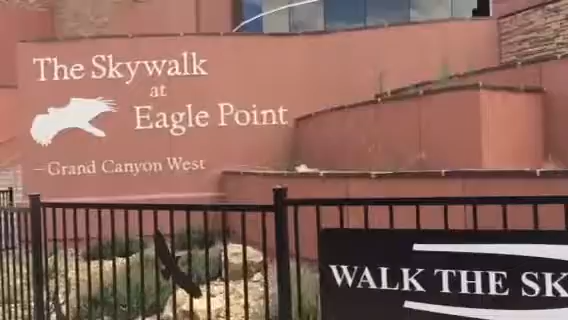 The Skywalk
at
Eagle Point
—Grand Canyon West
WALK THE SK